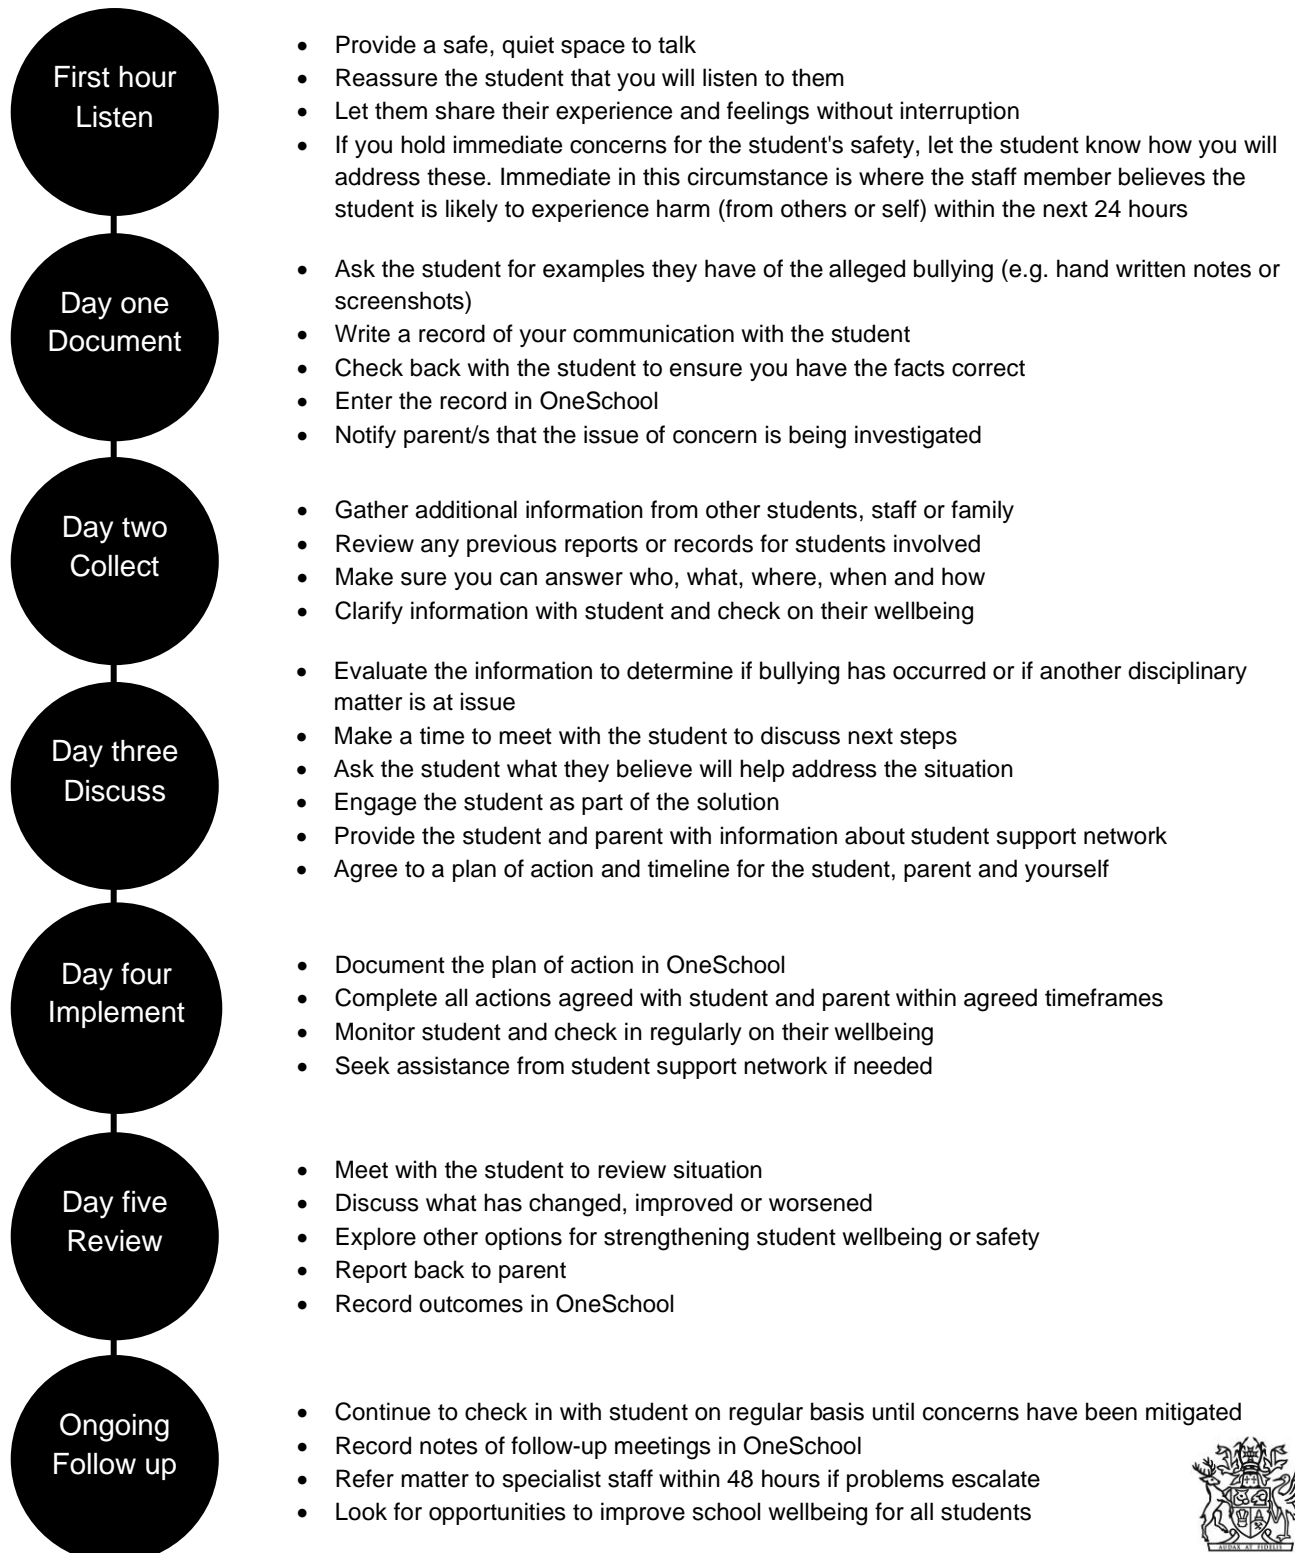 First hour
Listen
• Provide a safe, quiet space to talk
• Reassure the student that you will listen to them
• Let them share their experience and feelings without interruption
• If you hold immediate concerns for the student's safety, let the student know how you will
address these. Immediate in this circumstance is where the staff member believes the
student is likely to experience harm (from others or self) within the next 24 hours
Day one
Document
• Ask the student for examples they have of the alleged bullying (e.g. hand written notes or
screenshots)
• Write a record of your communication with the student
• Check back with the student to ensure you have the facts correct
• Enter the record in OneSchool
• Notify parent/s that the issue of concern is being investigated
Day two
Collect
• Gather additional information from other students, staff or family
• Review any previous reports or records for students involved
• Make sure you can answer who, what, where, when and how
• Clarify information with student and check on their wellbeing
Day three
Discuss
• Evaluate the information to determine if bullying has occurred or if another disciplinary
matter is at issue
• Make a time to meet with the student to discuss next steps
• Ask the student what they believe will help address the situation
• Engage the student as part of the solution
• Provide the student and parent with information about student support network
• Agree to a plan of action and timeline for the student, parent and yourself
Day four
Implement
• Document the plan of action in OneSchool
• Complete all actions agreed with student and parent within agreed timeframes
• Monitor student and check in regularly on their wellbeing
• Seek assistance from student support network if needed
Day five
Review
• Meet with the student to review situation
• Discuss what has changed, improved or worsened
• Explore other options for strengthening student wellbeing or safety
• Report back to parent
• Record outcomes in OneSchool
Ongoing
Follow up
• Continue to check in with student on regular basis until concerns have been mitigated
• Record notes of follow-up meetings in OneSchool
• Refer matter to specialist staff within 48 hours if problems escalate
• Look for opportunities to improve school wellbeing for all students
AUDAX AT FIDELIS